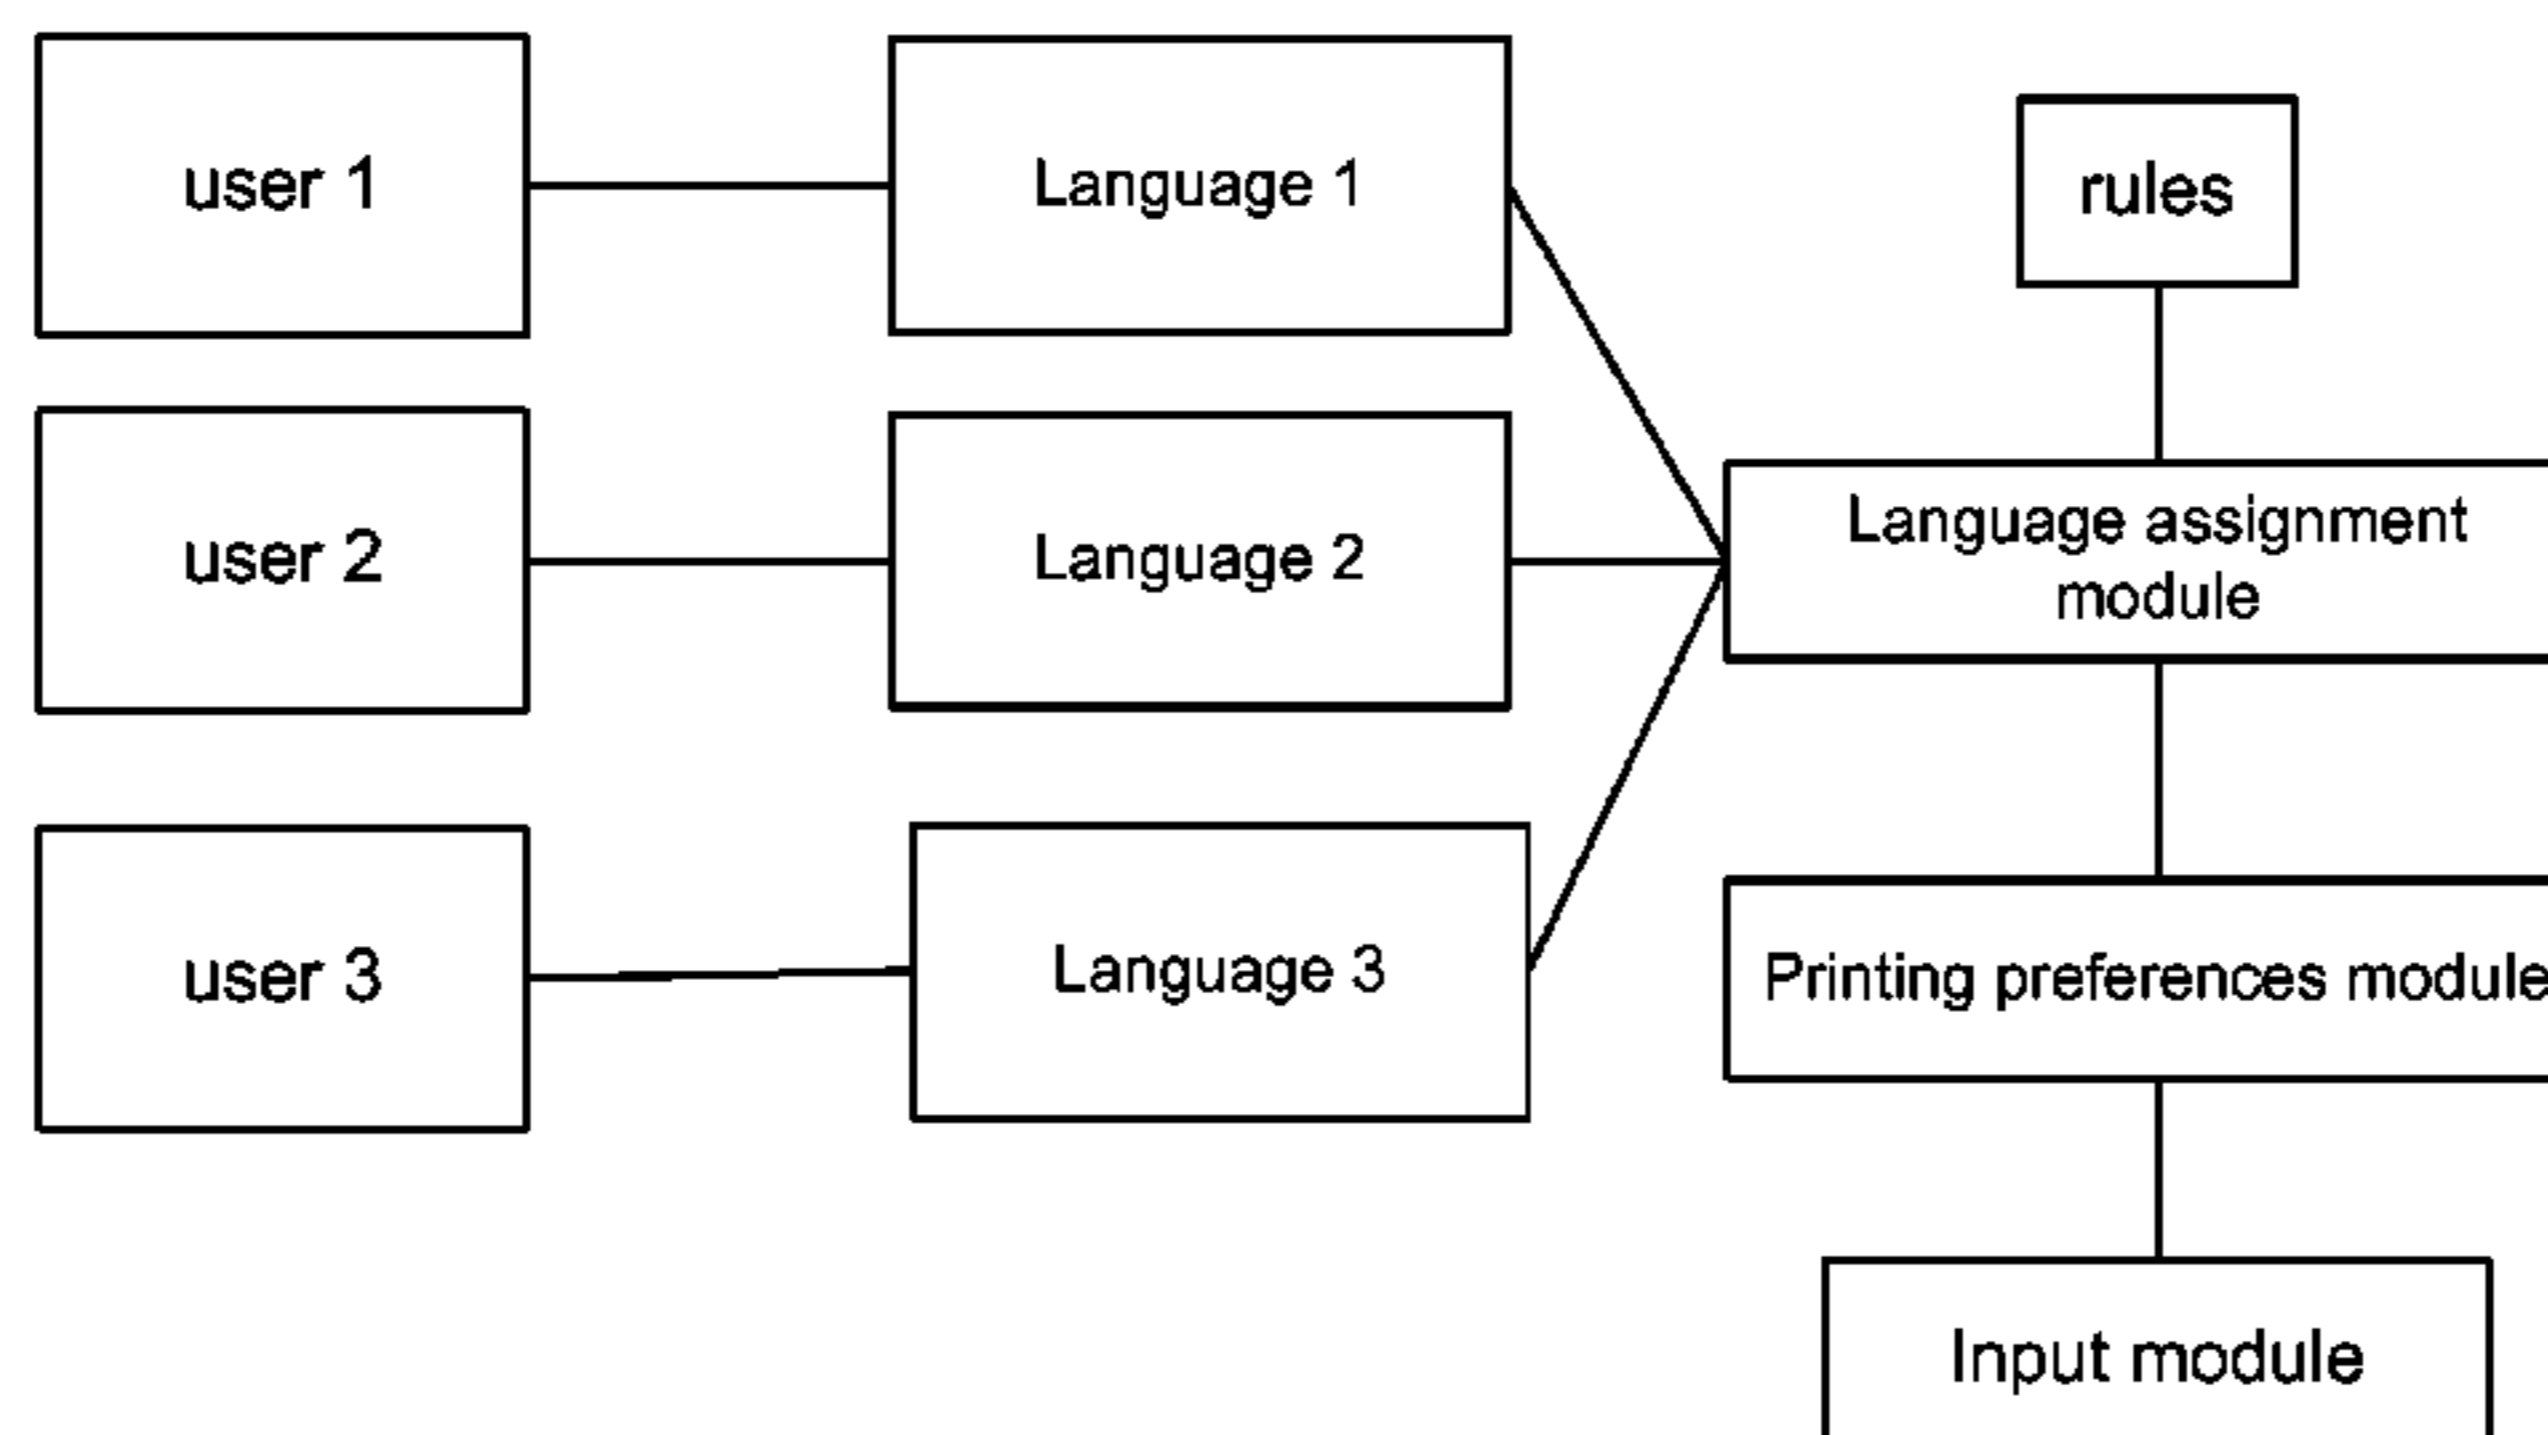 user 1
Language 1
rules
user 2
Language 2
Language assignment
module
user 3
Language 3
Printing preferences module
Input module